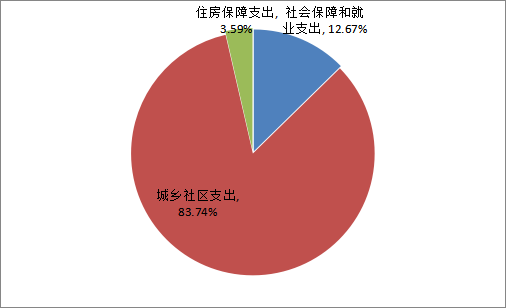 住房保障支出,
3.59%
社会保障和就
业支出, 12.67%
城乡社区支出,
83.74%